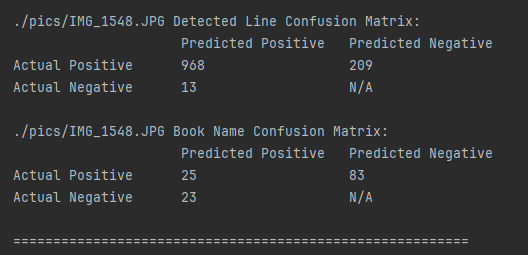 ./pics/IMG_1548.JPG Detected Line Confusion Matrix:
Predicted Positive Predicted Negative
Actual Positive 968 209
Actual Negative 13 N/A
./pics/IMG_1548.JPG Book Name Confusion Matrix:
Predicted Positive Predicted Negative
Actual Positive 25 83
Actual Negative 23 N/A
=========================================================